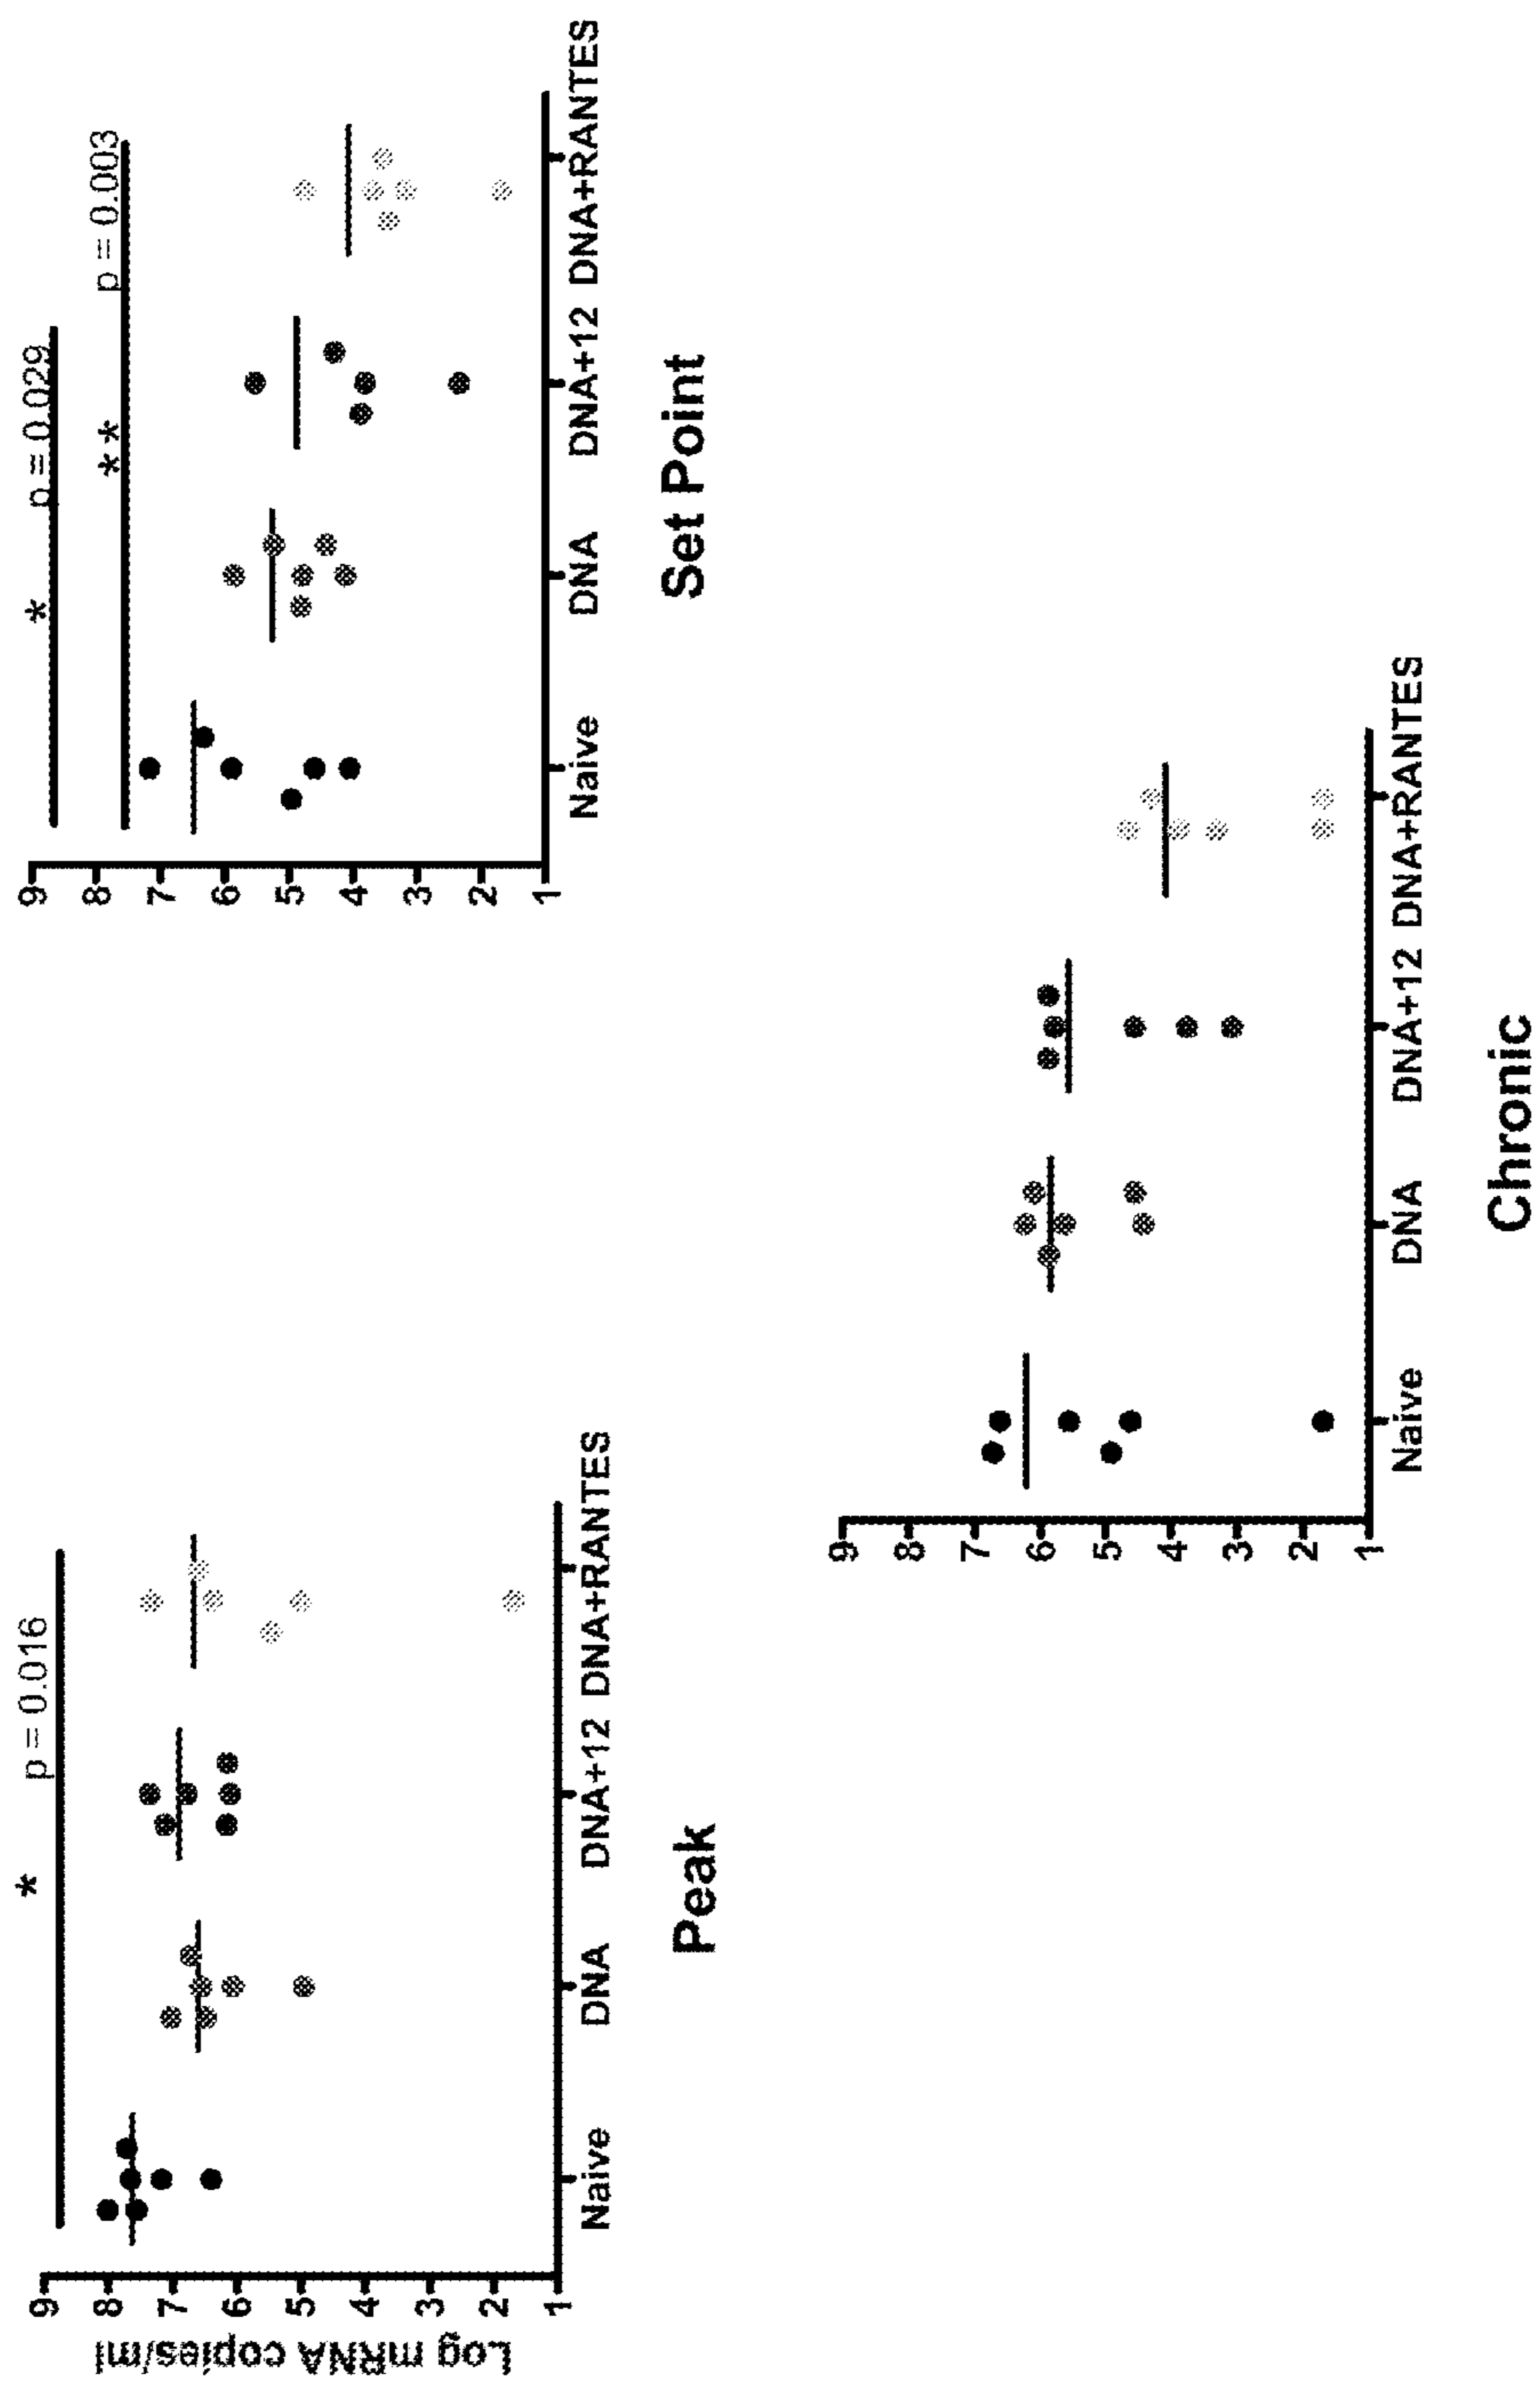 * p = 0.016
Log mRNA copies/ml
9
8
7
6
5
4
3
2
1
Naive DNA DNA+12 DNA+RANTES
Peak
* p = 0.029
** p = 0.003
9
8
7
6
5
4
3
2
1
Naive DNA DNA+12 DNA+RANTES
Set Point
9
8
7
6
5
4
3
2
1
Naive DNA DNA+12 DNA+RANTES
Chronic